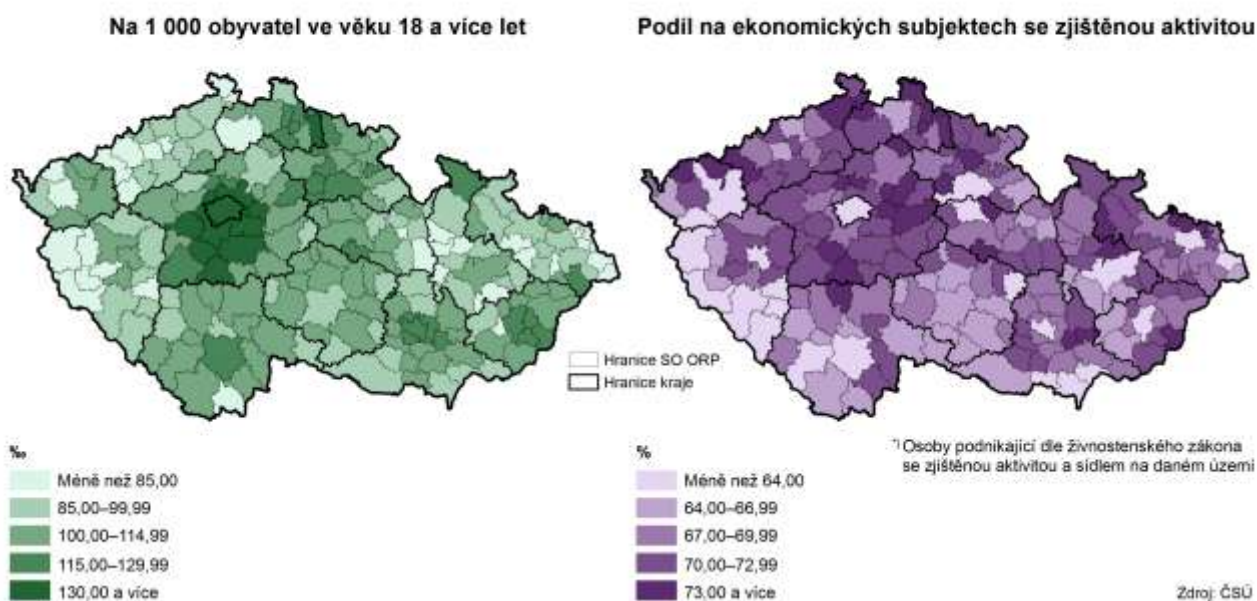 Na 1 000 obyvatel ve věku 18 a více let
Podíl na ekonomických subjektech se zjištěnou aktivitou
Hranice SO ORP
Hranice kraje
‰
Méně než 85,00
85,00–99,99
100,00–114,99
115,00–129,99
130,00 a více
%
Méně než 64,00
64,00–66,99
67,00–69,99
70,00–72,99
73,00 a více
*) Osoby podnikající dle živnostenského zákona
se zjištěnou aktivitou a sídlem na daném území
Zdroj: ČSÚ